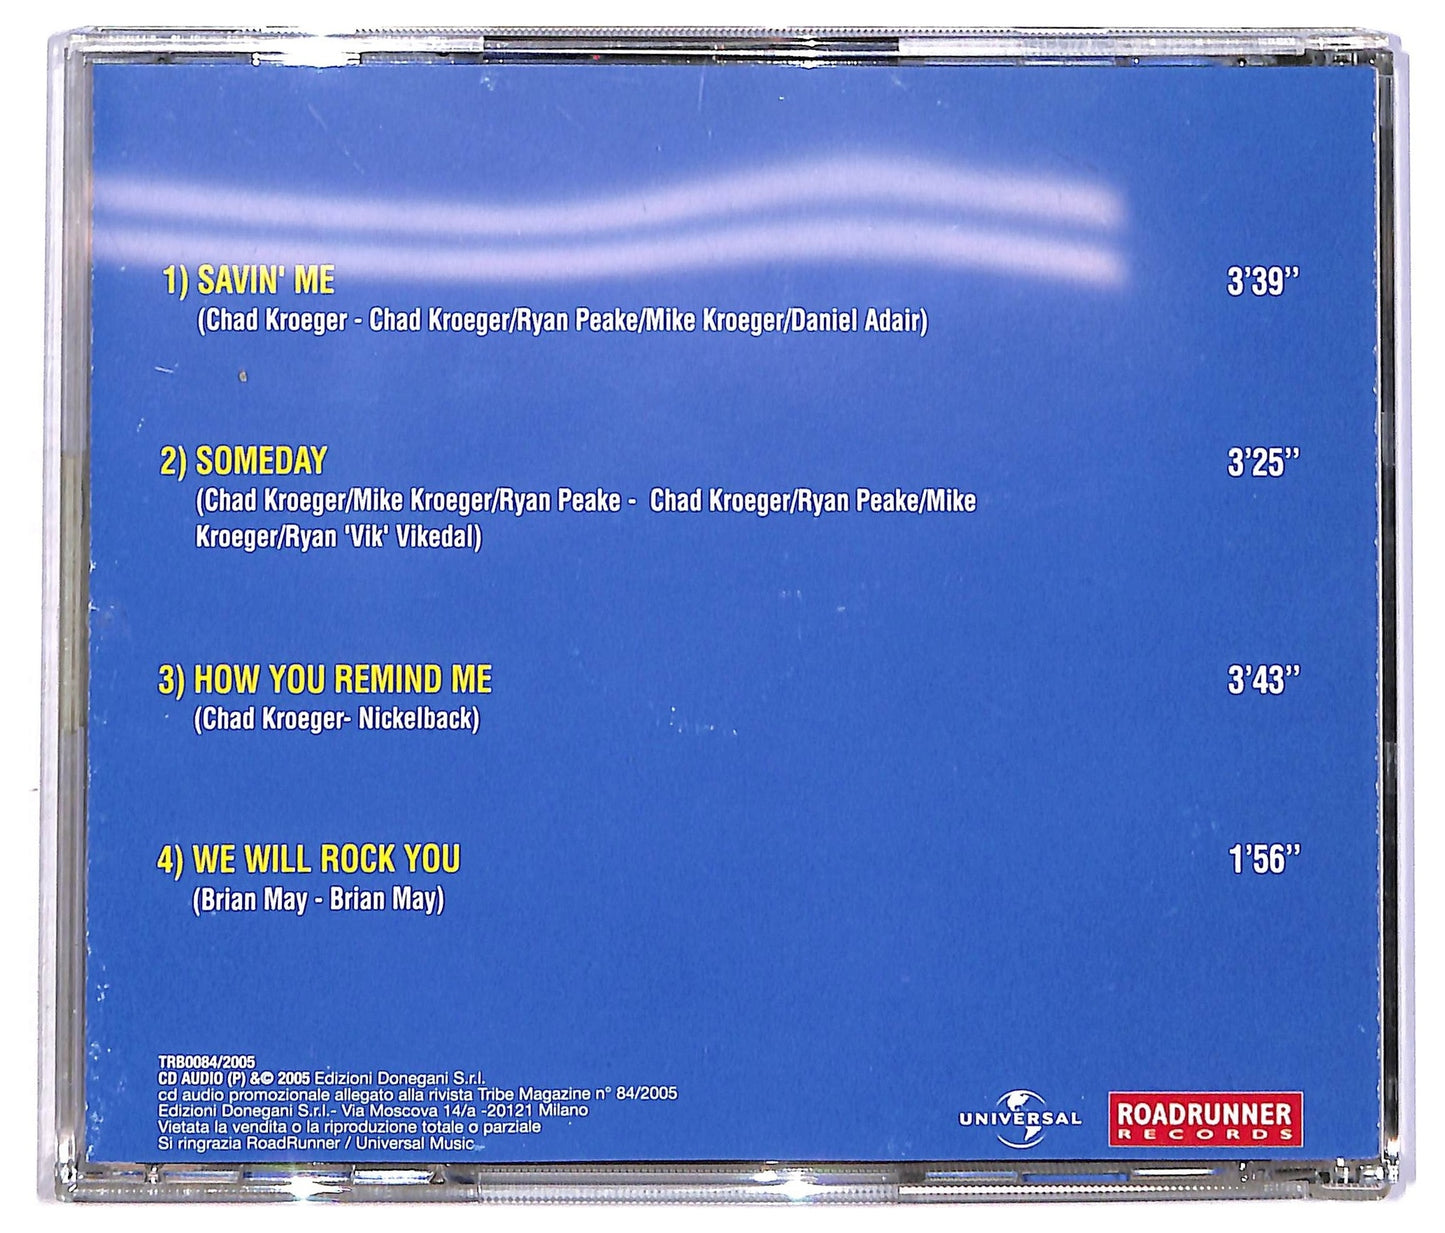 1) SAVIN' ME 3'39''
(Chad Kroeger - Chad Kroeger/Ryan Peake/Mike Kroeger/Daniel Adair)
2) SOMEDAY 3'25''
(Chad Kroeger/Mike Kroeger/Ryan Peake - Chad Kroeger/Ryan Peake/Mike
Kroeger/Ryan 'Vik' Vikedal)
3) HOW YOU REMIND ME 3'43''
(Chad Kroeger- Nickelback)
4) WE WILL ROCK YOU 1'56''
(Brian May - Brian May)
TRB0084/2005
CD AUDIO (P) &© 2005 Edizioni Donegani S.r.l.
cd audio promozionale allegato alla rivista Tribe Magazine n° 84/2005
Edizioni Donegani S.r.l.- Via Moscova 14/a -20121 Milano
Vietata la vendita o la riproduzione totale o parziale
Si ringrazia RoadRunner / Universal Music
UNIVERSAL
ROADRUNNER
RECORDS